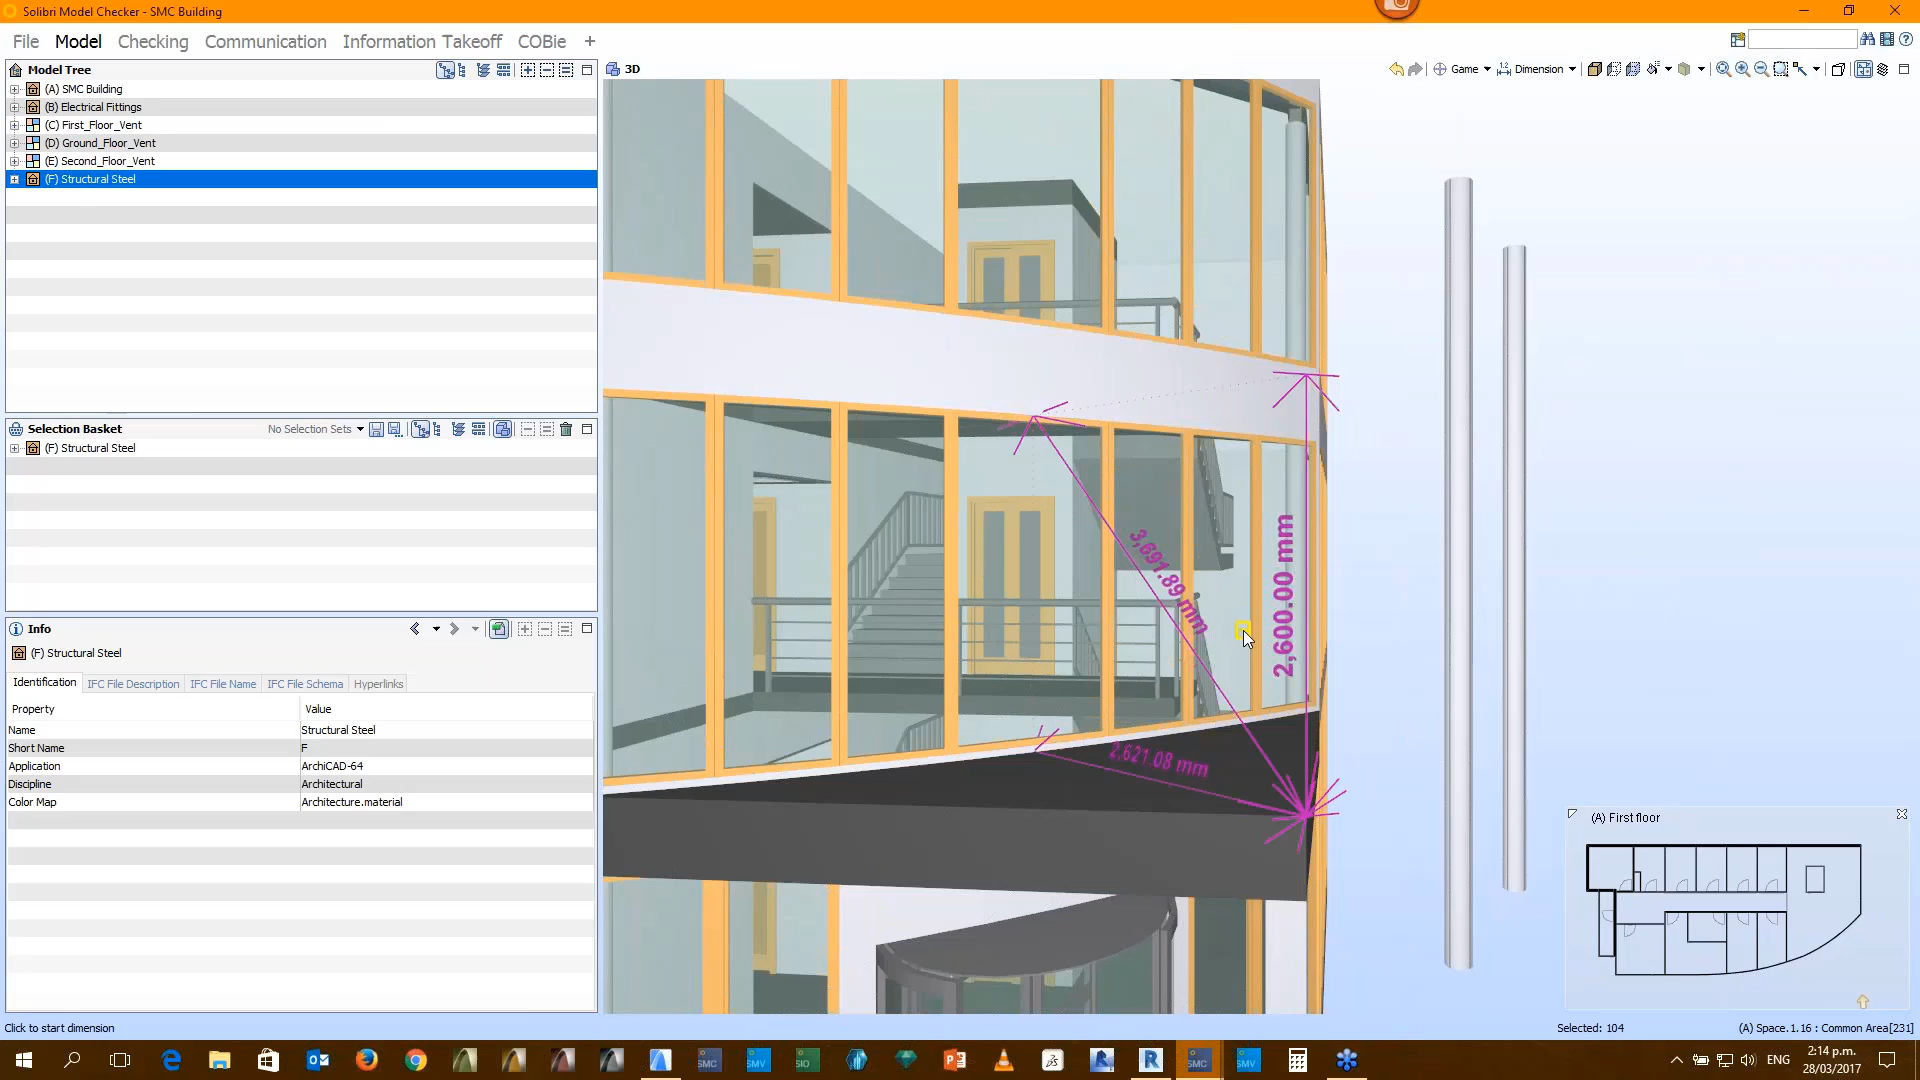 Solibri Model Checker - SMC Building
File Model Checking Communication Information Takeoff COBie +
Model Tree
(A) SMC Building
(B) Electrical Fittings
(C) First_Floor_Vent
(D) Ground_Floor_Vent
(E) Second_Floor_Vent
(F) Structural Steel
Selection Basket No Selection Sets
(F) Structural Steel
Info
(F) Structural Steel
Identification IFC File Description IFC File Name IFC File Schema Hyperlinks
Property Value
Name Structural Steel
Short Name F
Application ArchiCAD-64
Discipline Architectural
Color Map Architecture.material
3D Game Dimension
3,691.89 mm
2,600.00 mm
2,621.08 mm
(A) First floor
Click to start dimension
Selected: 104 (A) Space.1.16 : Common Area[231]
SMC SMV SIO SMC SMV
ENG
2:14 p.m.
28/03/2017